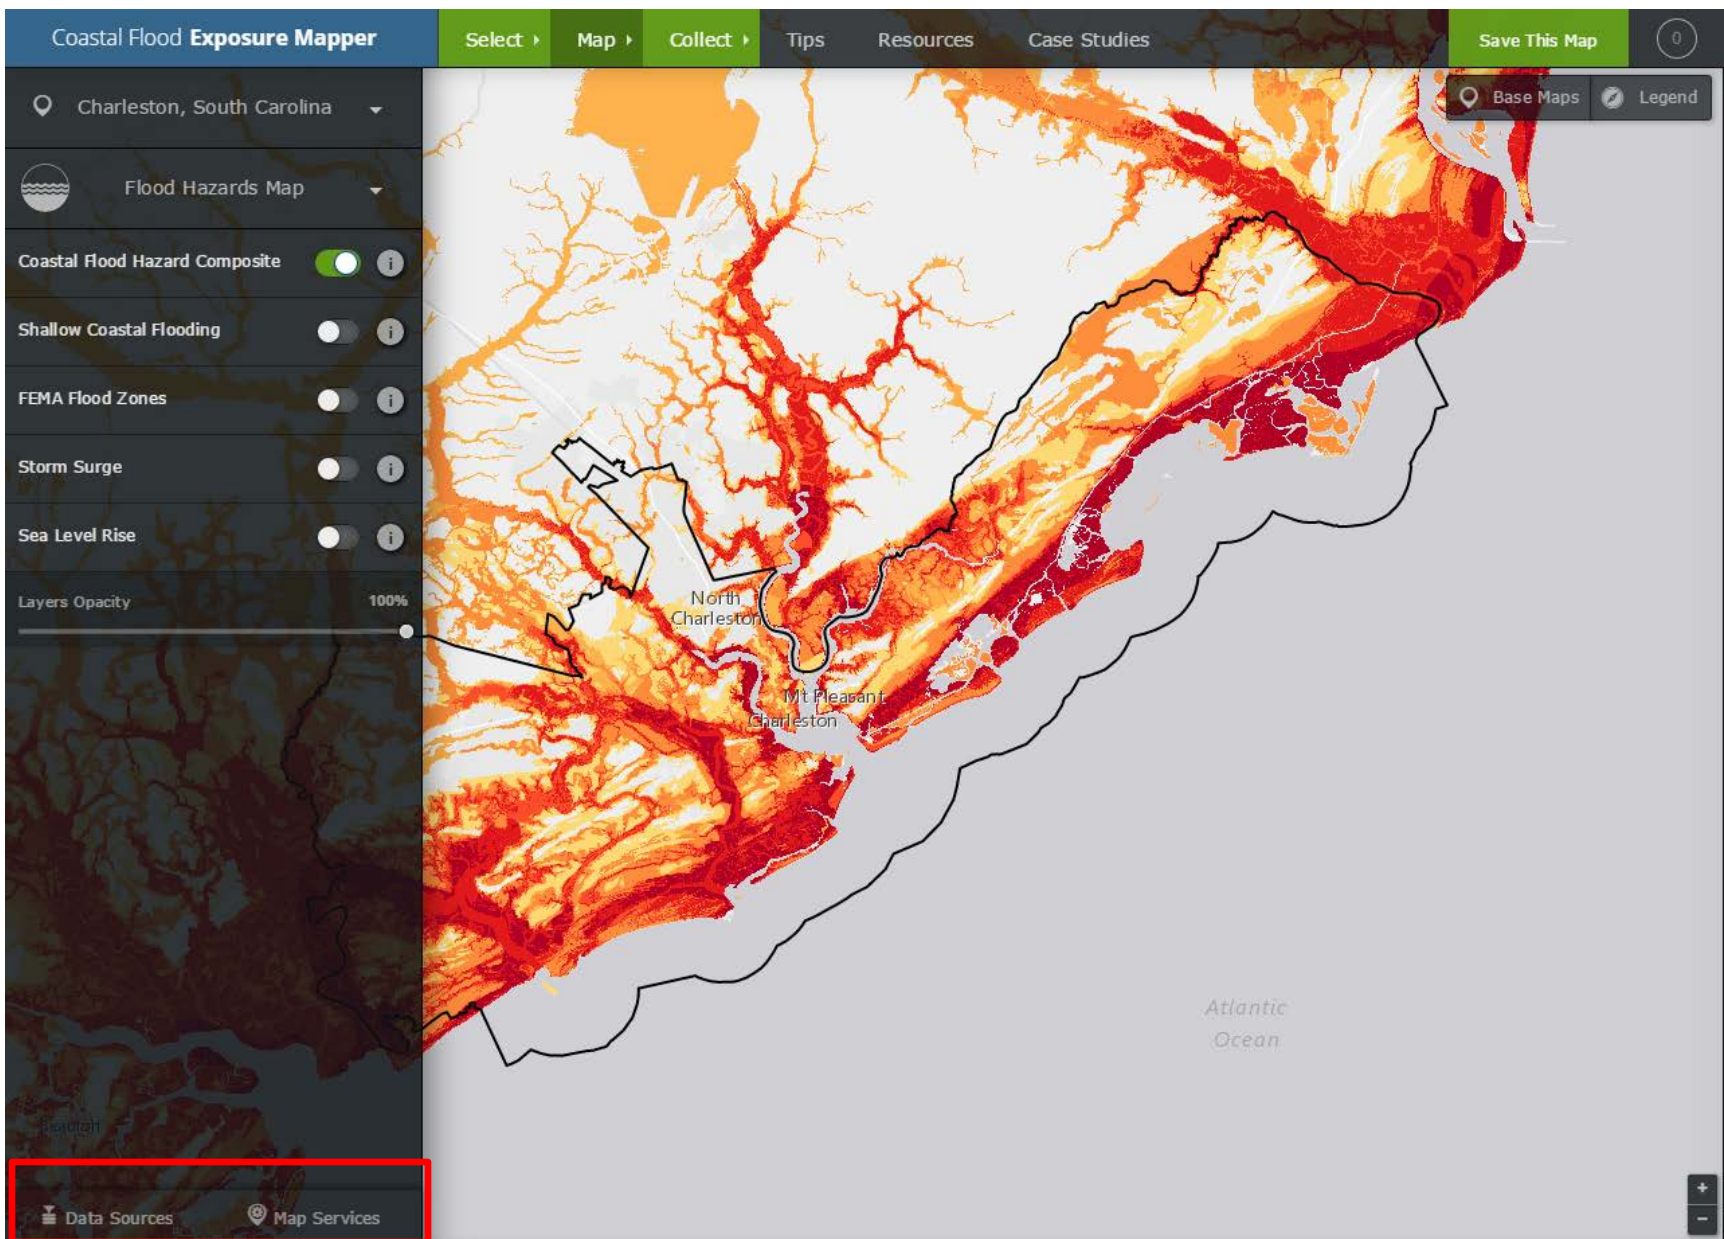 Coastal Flood Exposure Mapper
Select
Map
Collect
Tips
Resources
Case Studies
Save This Map
0
Charleston, South Carolina
Base Maps
Legend
Flood Hazards Map
Coastal Flood Hazard Composite
i
Shallow Coastal Flooding
i
FEMA Flood Zones
i
Storm Surge
i
Sea Level Rise
i
Layers Opacity
100%
North
Charleston
Mt Pleasant
Charleston
Atlantic
Ocean
Data Sources
Map Services
+
−